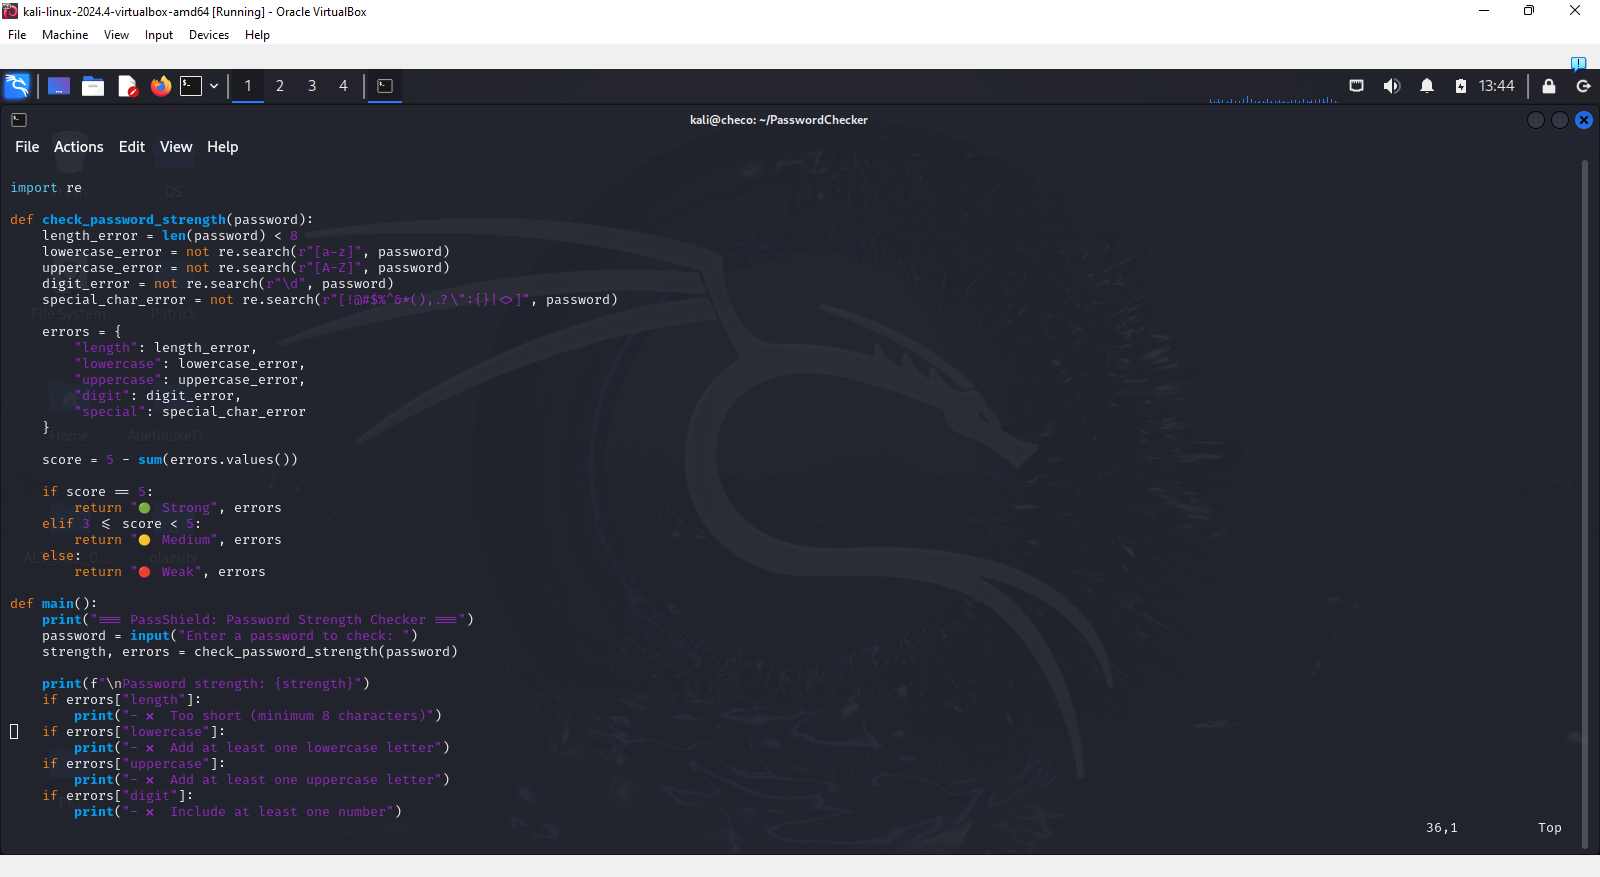 kali-linux-2024.4-virtualbox-amd64 [Running] - Oracle VirtualBox
File Machine View Input Devices Help
1 2 3 4 13:44
kali@checo: ~/PasswordChecker
File Actions Edit View Help
import re
def check_password_strength(password):
    length_error = len(password) < 8
    lowercase_error = not re.search(r"[a-z]", password)
    uppercase_error = not re.search(r"[A-Z]", password)
    digit_error = not re.search(r"\d", password)
    special_char_error = not re.search(r"[!@#$%^&*(),.?\":{}|<>]", password)
File System Patrick
    errors = {
        "length": length_error,
        "lowercase": lowercase_error,
        "uppercase": uppercase_error,
        "digit": digit_error,
        "special": special_char_error
    }
Home AdefolukeO...
    score = 5 - sum(errors.values())
    if score == 5:
        return "🟢 Strong", errors
    elif 3 <= score < 5:
        return "🟡 Medium", errors
    else:
        return "🔴 Weak", errors
def main():
    print("=== PassShield: Password Strength Checker ===")
    password = input("Enter a password to check: ")
    strength, errors = check_password_strength(password)
    print(f"\nPassword strength: {strength}")
    if errors["length"]:
        print("- ❌ Too short (minimum 8 characters)")
    if errors["lowercase"]:
        print("- ❌ Add at least one lowercase letter")
    if errors["uppercase"]:
        print("- ❌ Add at least one uppercase letter")
    if errors["digit"]:
        print("- ❌ Include at least one number")
36,1 Top